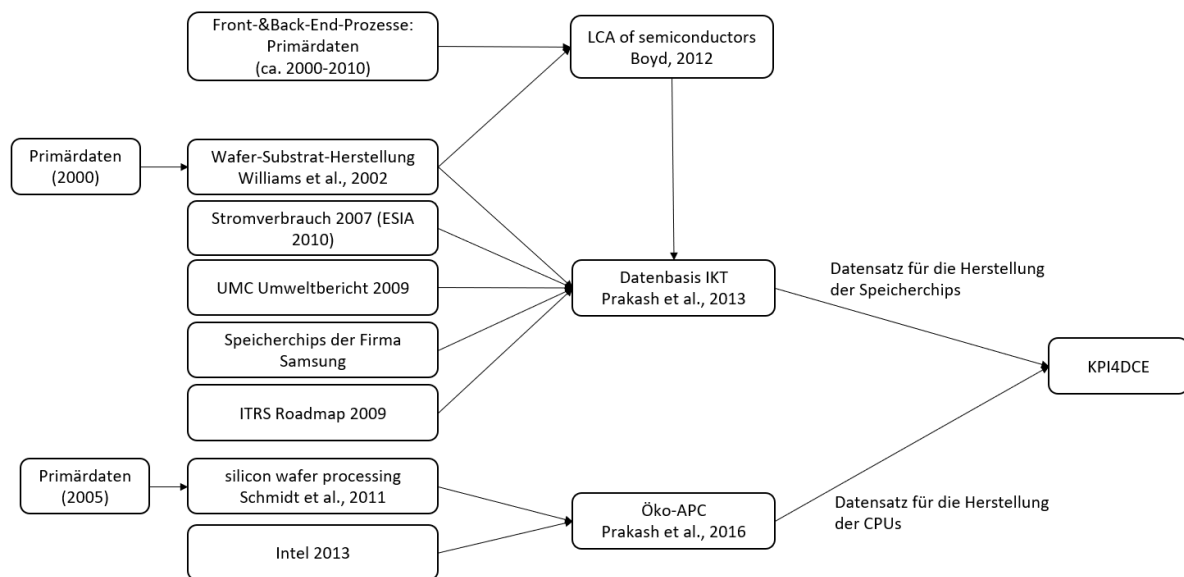 Front-&Back-End-Prozesse:
Primärdaten
(ca. 2000-2010)
LCA of semiconductors
Boyd, 2012
Primärdaten
(2000)
Wafer-Substrat-Herstellung
Williams et al., 2002
Stromverbrauch 2007 (ESIA
2010)
UMC Umweltbericht 2009
Datenbasis IKT
Prakash et al., 2013
Datensatz für die Herstellung
der Speicherchips
Speicherchips der Firma
Samsung
KPI4DCE
ITRS Roadmap 2009
Primärdaten
(2005)
silicon wafer processing
Schmidt et al., 2011
Öko-APC
Prakash et al., 2016
Datensatz für die Herstellung
der CPUs
Intel 2013